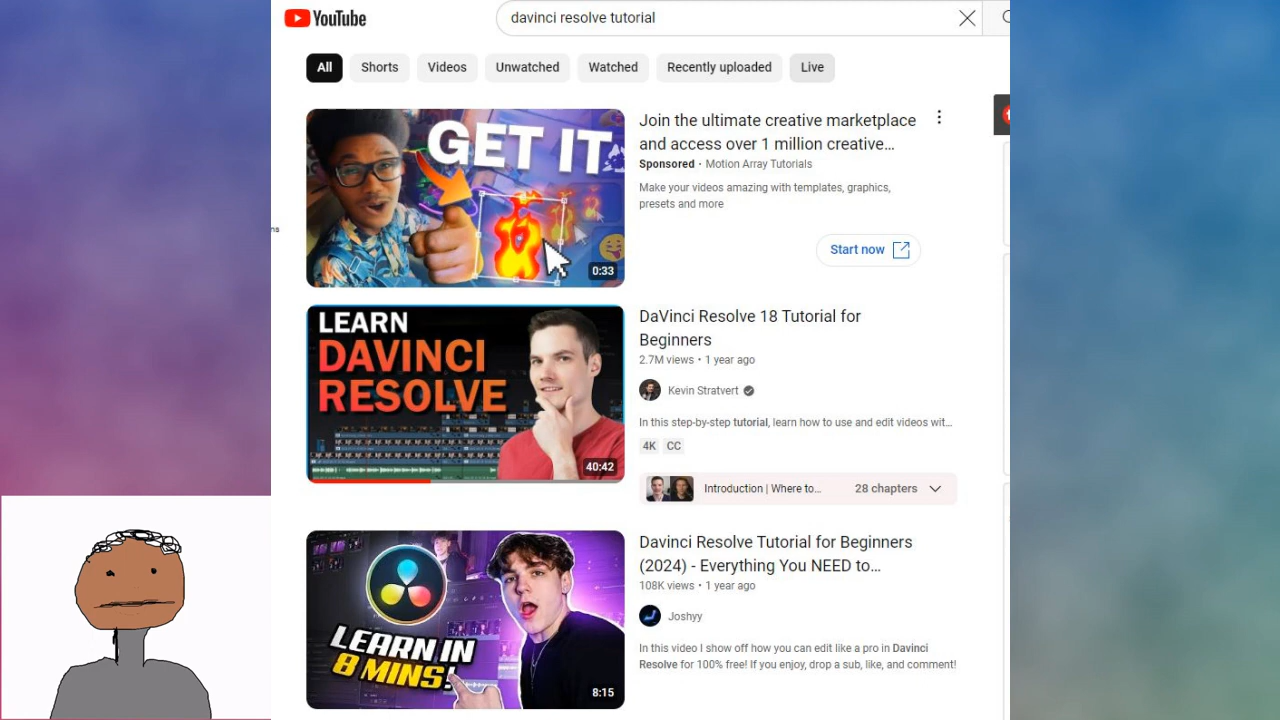 YouTube
davinci resolve tutorial
All
Shorts
Videos
Unwatched
Watched
Recently uploaded
Live
GET IT
0:33
Join the ultimate creative marketplace
and access over 1 million creative…
Sponsored · Motion Array Tutorials
Make your videos amazing with templates, graphics,
presets and more
Start now
ns
LEARN
DAVINCI
RESOLVE
40:42
DaVinci Resolve 18 Tutorial for
Beginners
2.7M views • 1 year ago
Kevin Stratvert
In this step-by-step tutorial, learn how to use and edit videos wit…
4K CC
Introduction | Where to… 28 chapters
LEARN IN
8 MINS!
8:15
Davinci Resolve Tutorial for Beginners
(2024) - Everything You NEED to…
108K views • 1 year ago
Joshyy
In this video I show off how you can edit like a pro in Davinci
Resolve for 100% free! If you enjoy, drop a sub, like, and comment!